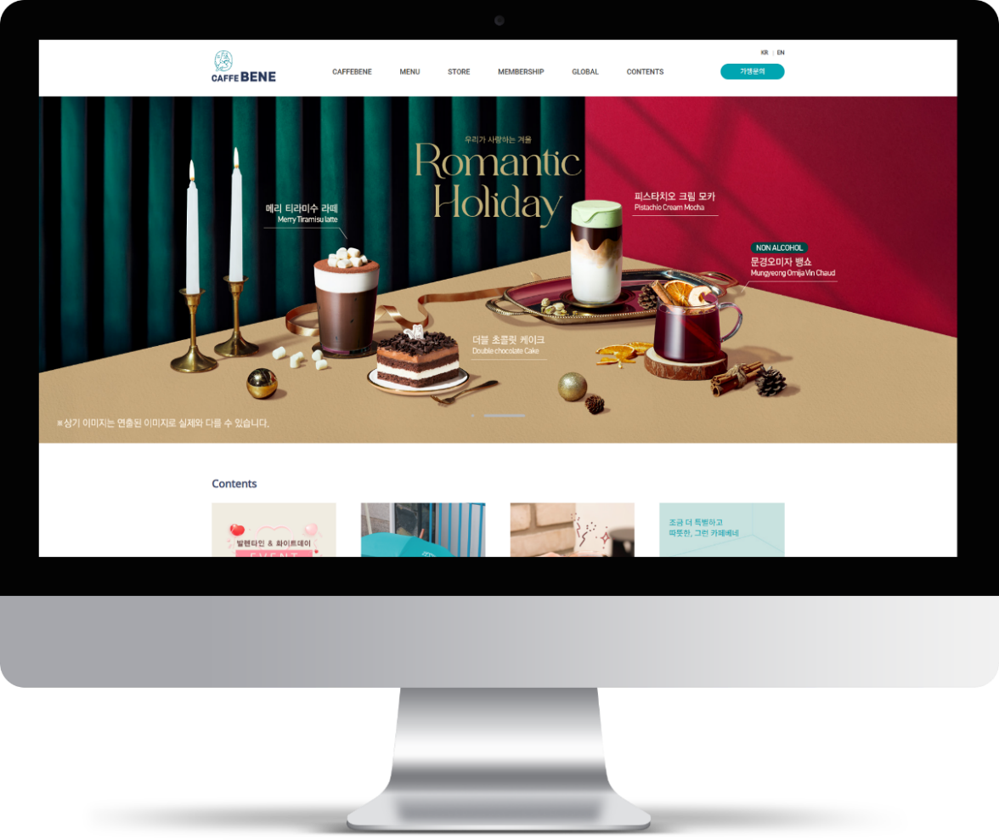 KR | EN
CAFFE BENE
CAFFEBENE MENU STORE MEMBERSHIP GLOBAL CONTENTS 가맹문의
우리가 사랑하는 겨울
Romantic
Holiday
메리 티라미수 라떼
Merry Tiramisu latte
피스타치오 크림 모카
Pistachio Cream Mocha
NON ALCOHOL
문경오미자 뱅쇼
Mungyeong Omija Vin Chaud
더블 초콜릿 케이크
Double chocolate Cake
※상기 이미지는 연출된 이미지로 실제와 다를 수 있습니다.
Contents
발렌타인 & 화이트데이
EVENT
조금 더 특별하고
따뜻한, 그런 카페베네